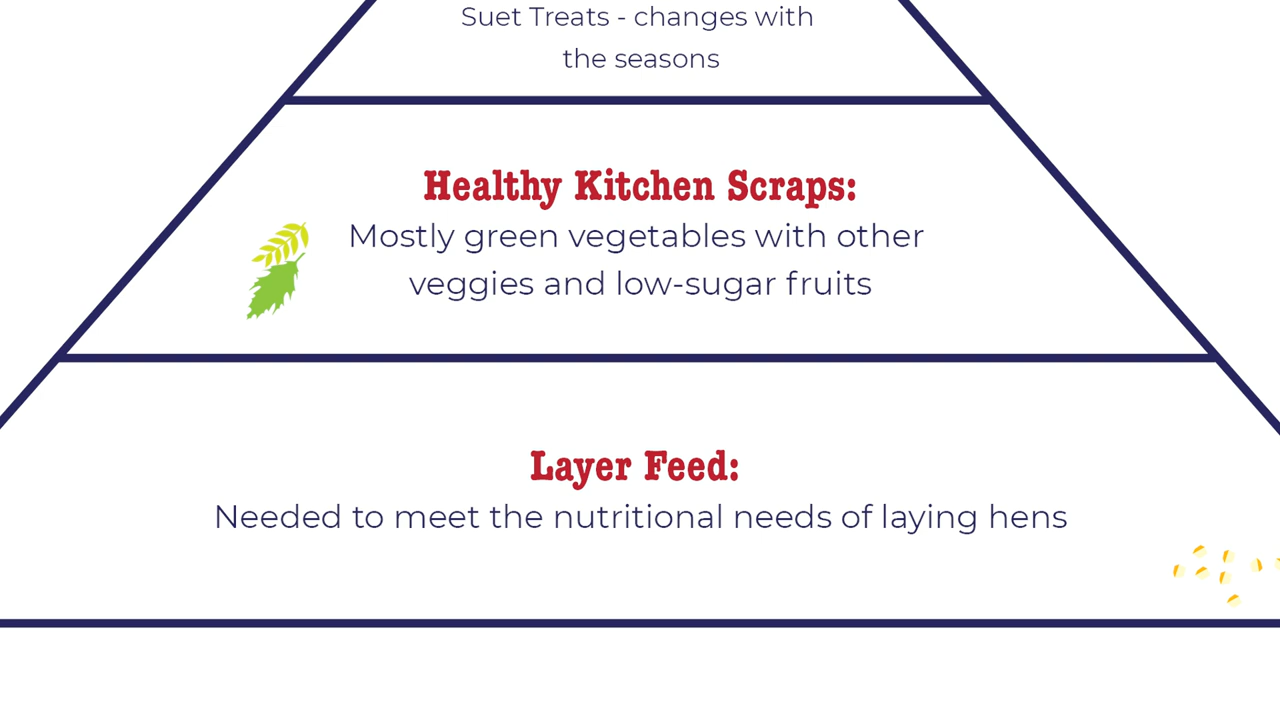 Suet Treats - changes with
the seasons
Healthy Kitchen Scraps:
Mostly green vegetables with other
veggies and low-sugar fruits
Layer Feed:
Needed to meet the nutritional needs of laying hens